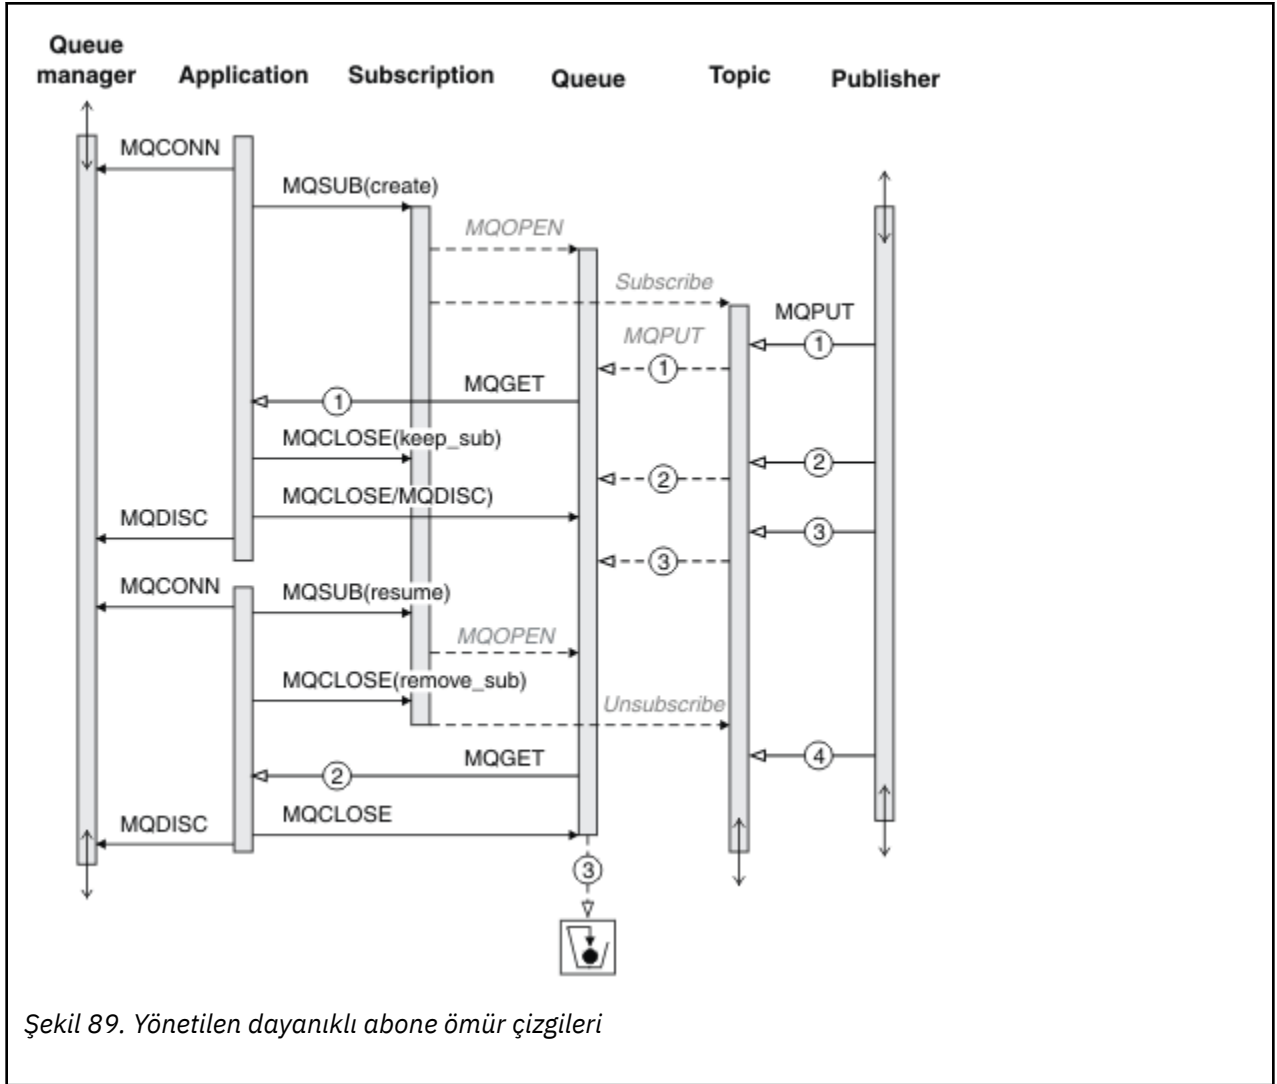 Queue
manager Application Subscription Queue Topic Publisher
MQCONN
MQSUB(create)
MQOPEN
Subscribe
MQPUT
MQPUT
1
1
MQGET
1
MQCLOSE(keep_sub)
2
2
MQCLOSE/MQDISC)
MQDISC
3
3
MQCONN
MQSUB(resume)
MQOPEN
MQCLOSE(remove_sub)
Unsubscribe
MQGET
4
2
MQCLOSE
MQDISC
3
Şekil 89. Yönetilen dayanıklı abone ömür çizgileri